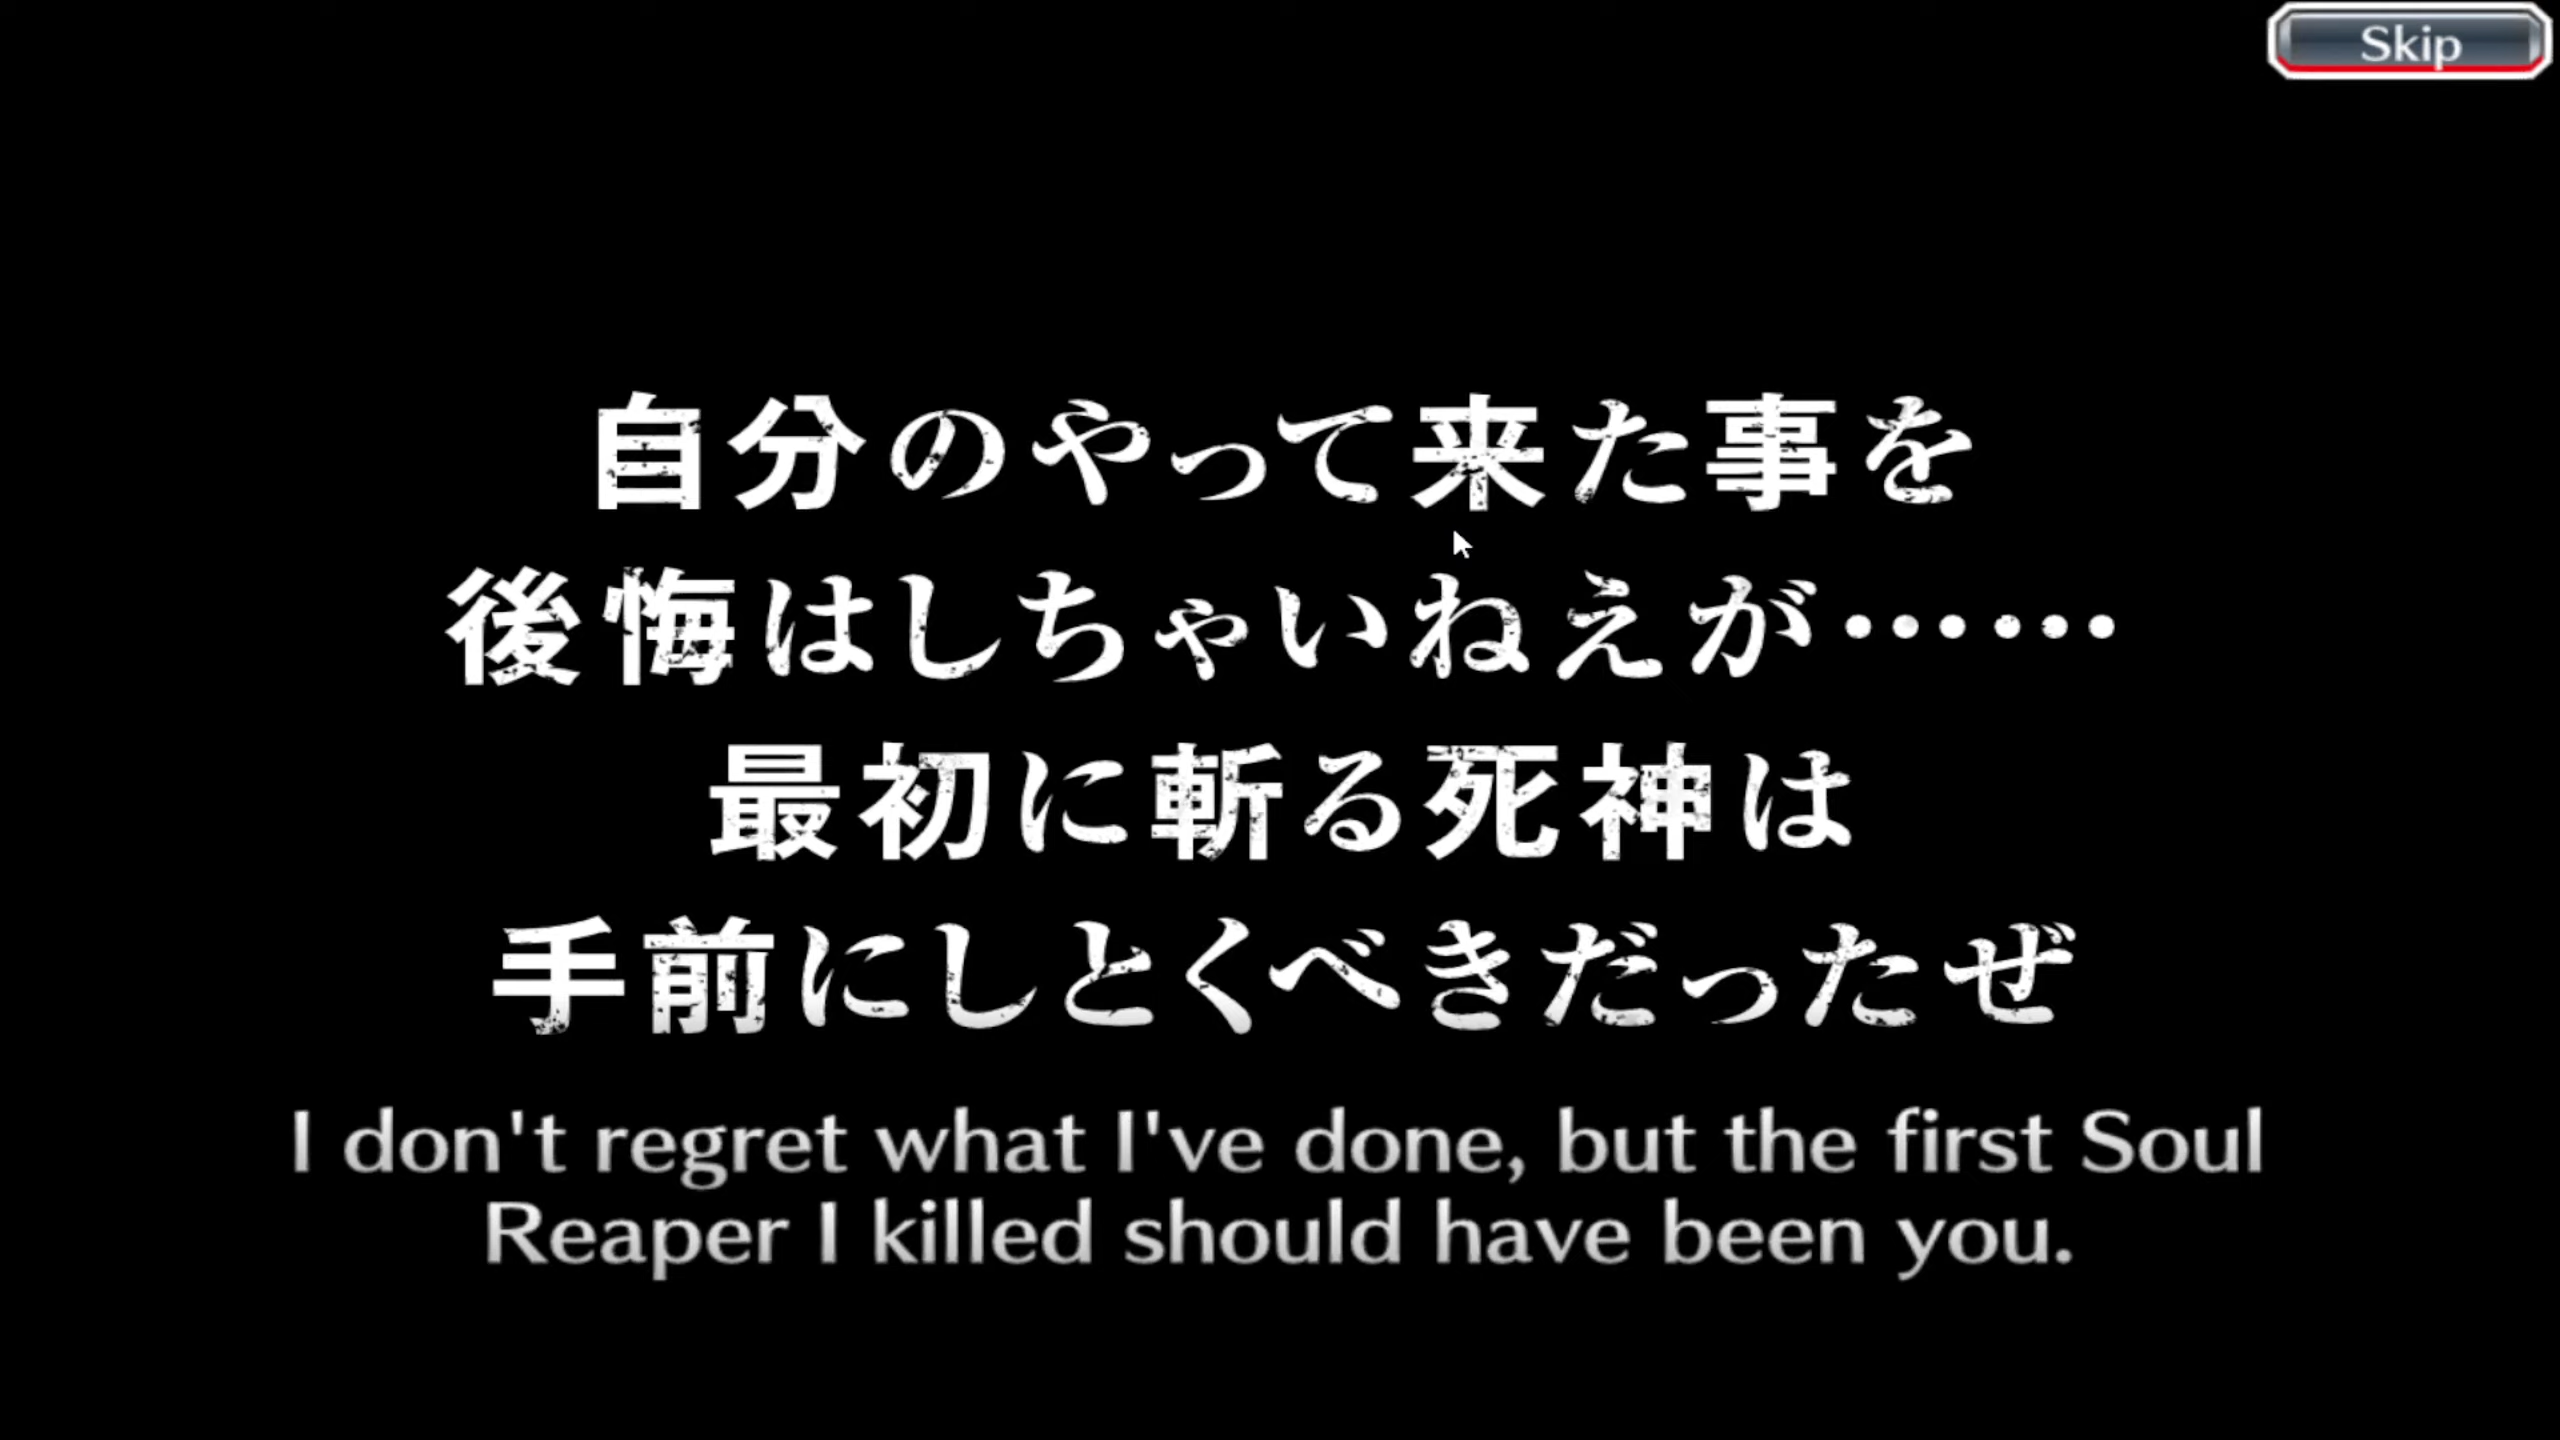 Skip
自分のやって来た事を
後悔はしちゃいねえが……
最初に斬る死神は
手前にしとくべきだったぜ
I don't regret what I've done, but the first Soul
Reaper I killed should have been you.